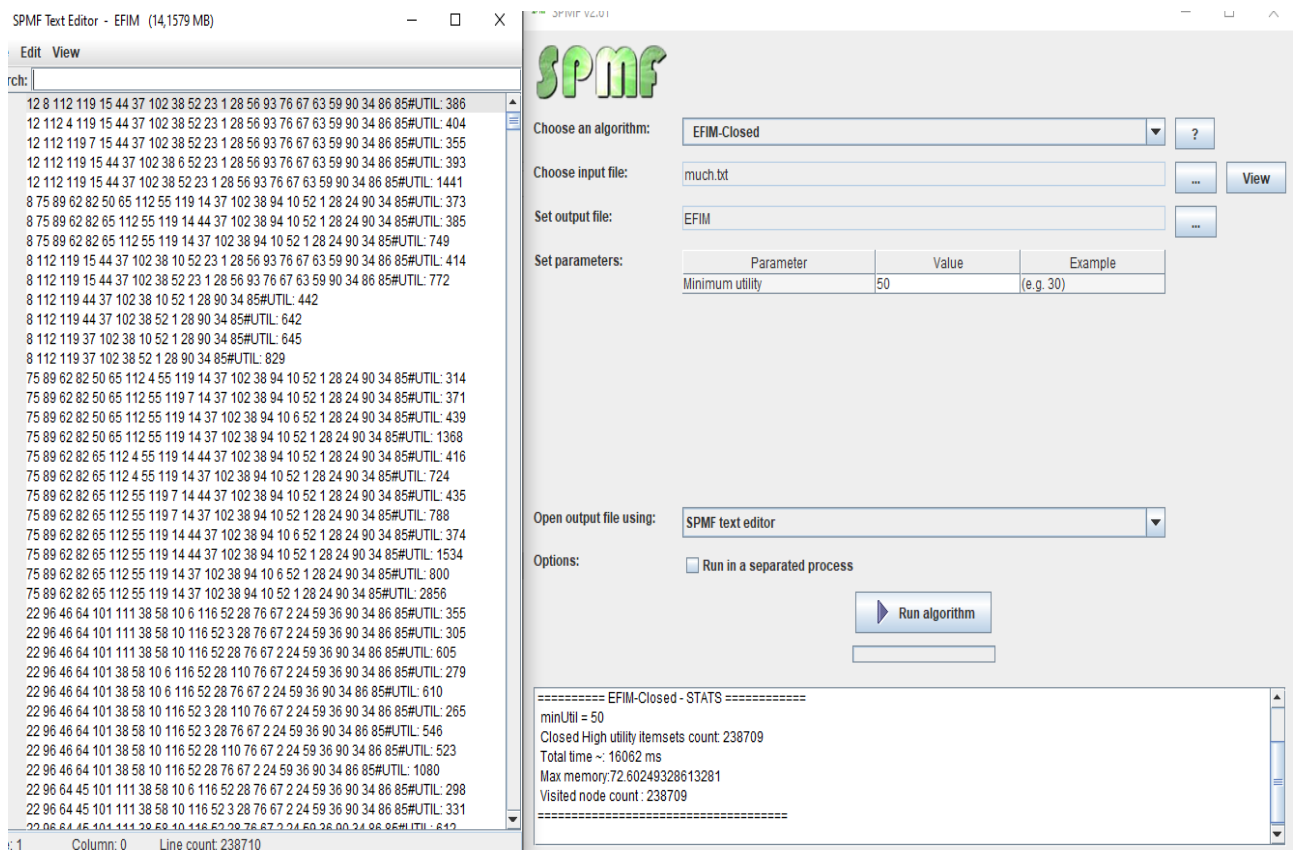 SPMF Text Editor - EFIM (14,1579 MB)
Edit View
rch:
12 8 112 119 15 44 37 102 38 52 23 1 28 56 93 76 67 63 59 90 34 86 85#UTIL: 386
12 112 4 119 15 44 37 102 38 52 23 1 28 56 93 76 67 63 59 90 34 86 85#UTIL: 404
12 112 119 7 15 44 37 102 38 52 23 1 28 56 93 76 67 63 59 90 34 86 85#UTIL: 355
12 112 119 15 44 37 102 38 6 52 23 1 28 56 93 76 67 63 59 90 34 86 85#UTIL: 393
12 112 119 15 44 37 102 38 52 23 1 28 56 93 76 67 63 59 90 34 86 85#UTIL: 1441
8 75 89 62 82 50 65 112 55 119 14 37 102 38 94 10 52 1 28 24 90 34 85#UTIL: 373
8 75 89 62 82 65 112 55 119 14 44 37 102 38 94 10 52 1 28 24 90 34 85#UTIL: 385
8 75 89 62 82 65 112 55 119 14 37 102 38 94 10 52 1 28 24 90 34 85#UTIL: 749
8 112 119 15 44 37 102 38 10 52 23 1 28 56 93 76 67 63 59 90 34 86 85#UTIL: 414
8 112 119 15 44 37 102 38 52 23 1 28 56 93 76 67 63 59 90 34 86 85#UTIL: 772
8 112 119 44 37 102 38 10 52 1 28 90 34 85#UTIL: 442
8 112 119 44 37 102 38 52 1 28 90 34 85#UTIL: 642
8 112 119 37 102 38 10 52 1 28 90 34 85#UTIL: 645
8 112 119 37 102 38 52 1 28 90 34 85#UTIL: 829
75 89 62 82 50 65 112 4 55 119 14 37 102 38 94 10 52 1 28 24 90 34 85#UTIL: 314
75 89 62 82 50 65 112 55 119 7 14 37 102 38 94 10 52 1 28 24 90 34 85#UTIL: 371
75 89 62 82 50 65 112 55 119 14 37 102 38 94 10 6 52 1 28 24 90 34 85#UTIL: 439
75 89 62 82 50 65 112 55 119 14 37 102 38 94 10 52 1 28 24 90 34 85#UTIL: 1368
75 89 62 82 65 112 4 55 119 14 44 37 102 38 94 10 52 1 28 24 90 34 85#UTIL: 416
75 89 62 82 65 112 4 55 119 14 37 102 38 94 10 52 1 28 24 90 34 85#UTIL: 724
75 89 62 82 65 112 55 119 7 14 44 37 102 38 94 10 52 1 28 24 90 34 85#UTIL: 435
75 89 62 82 65 112 55 119 7 14 37 102 38 94 10 52 1 28 24 90 34 85#UTIL: 788
75 89 62 82 65 112 55 119 14 44 37 102 38 94 10 6 52 1 28 24 90 34 85#UTIL: 374
75 89 62 82 65 112 55 119 14 44 37 102 38 94 10 52 1 28 24 90 34 85#UTIL: 1534
75 89 62 82 65 112 55 119 14 37 102 38 94 10 6 52 1 28 24 90 34 85#UTIL: 800
75 89 62 82 65 112 55 119 14 37 102 38 94 10 52 1 28 24 90 34 85#UTIL: 2856
22 96 46 64 101 111 38 58 10 6 116 52 28 76 67 2 24 59 36 90 34 86 85#UTIL: 355
22 96 46 64 101 111 38 58 10 116 52 3 28 76 67 2 24 59 36 90 34 86 85#UTIL: 305
22 96 46 64 101 111 38 58 10 116 52 28 76 67 2 24 59 36 90 34 86 85#UTIL: 605
22 96 46 64 101 38 58 10 6 116 52 28 110 76 67 2 24 59 36 90 34 86 85#UTIL: 279
22 96 46 64 101 38 58 10 6 116 52 28 76 67 2 24 59 36 90 34 86 85#UTIL: 610
22 96 46 64 101 38 58 10 116 52 3 28 110 76 67 2 24 59 36 90 34 86 85#UTIL: 265
22 96 46 64 101 38 58 10 116 52 3 28 76 67 2 24 59 36 90 34 86 85#UTIL: 546
22 96 46 64 101 38 58 10 116 52 28 110 76 67 2 24 59 36 90 34 86 85#UTIL: 523
22 96 46 64 101 38 58 10 116 52 28 76 67 2 24 59 36 90 34 86 85#UTIL: 1080
22 96 64 45 101 111 38 58 10 6 116 52 28 76 67 2 24 59 36 90 34 86 85#UTIL: 298
22 96 64 45 101 111 38 58 10 116 52 3 28 76 67 2 24 59 36 90 34 86 85#UTIL: 331
22 96 64 45 101 111 38 58 10 116 52 28 76 67 2 24 59 36 90 34 86 85#UTIL: 612
e: 1 Column: 0 Line count: 238710
SPMF v2.61
SPMF
Choose an algorithm: EFIM-Closed ?
Choose input file: much.txt ... View
Set output file: EFIM ...
Set parameters: Parameter Value Example
Minimum utility 50 (e.g. 30)
Open output file using: SPMF text editor
Options: Run in a separated process
Run algorithm
========== EFIM-Closed - STATS ============
minUtil = 50
Closed High utility itemsets count: 238709
Total time ~: 16062 ms
Max memory:72.60249328613281
Visited node count : 238709
=====================================